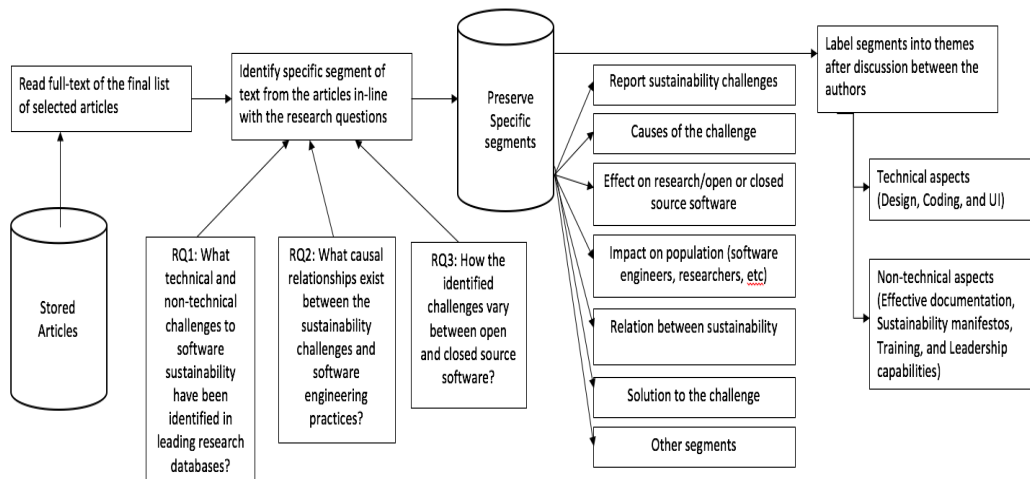 Read full-text of the final list
of selected articles
Identify specific segment of
text from the articles in-line
with the research questions
Preserve
Specific
segments
Label segments into themes
after discussion between the
authors
Report sustainability challenges
Causes of the challenge
Effect on research/open or closed
source software
Impact on population (software
engineers, researchers, etc)
Relation between sustainability
Solution to the challenge
Other segments
Technical aspects
(Design, Coding, and UI)
Non-technical aspects
(Effective documentation,
Sustainability manifestos,
Training, and Leadership
capabilities)
Stored
Articles
RQ1: What
technical and
non-technical
challenges to
software
sustainability
have been
identified in
leading research
databases?
RQ2: What causal
relationships exist
between the
sustainability
challenges and
software
engineering
practices?
RQ3: How the
identified
challenges vary
between open
and closed source
software?